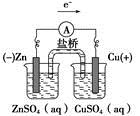 e⁻
A
(-)Zn
盐桥
Cu(+)
ZnSO₄ (aq) CuSO₄ (aq)